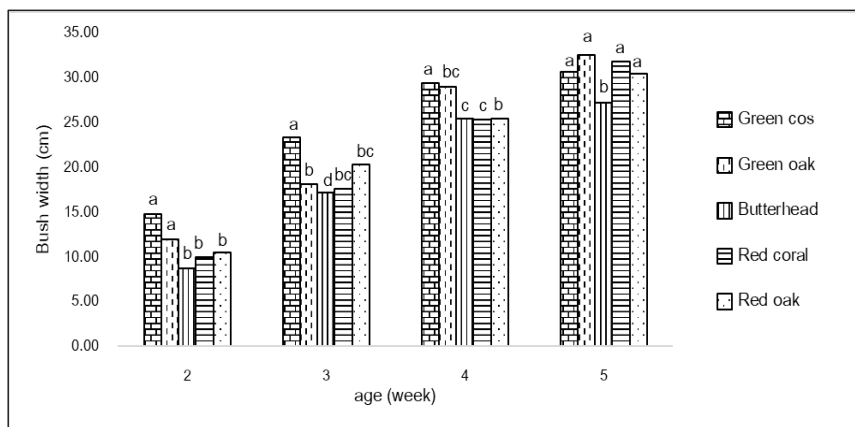 35.00
30.00
25.00
20.00
15.00
10.00
5.00
0.00
Bush width (cm)
a a b b b
a b d bc bc
a bc c c b
a a b a a
2 3 4 5
age (week)
Green cos
Green oak
Butterhead
Red coral
Red oak